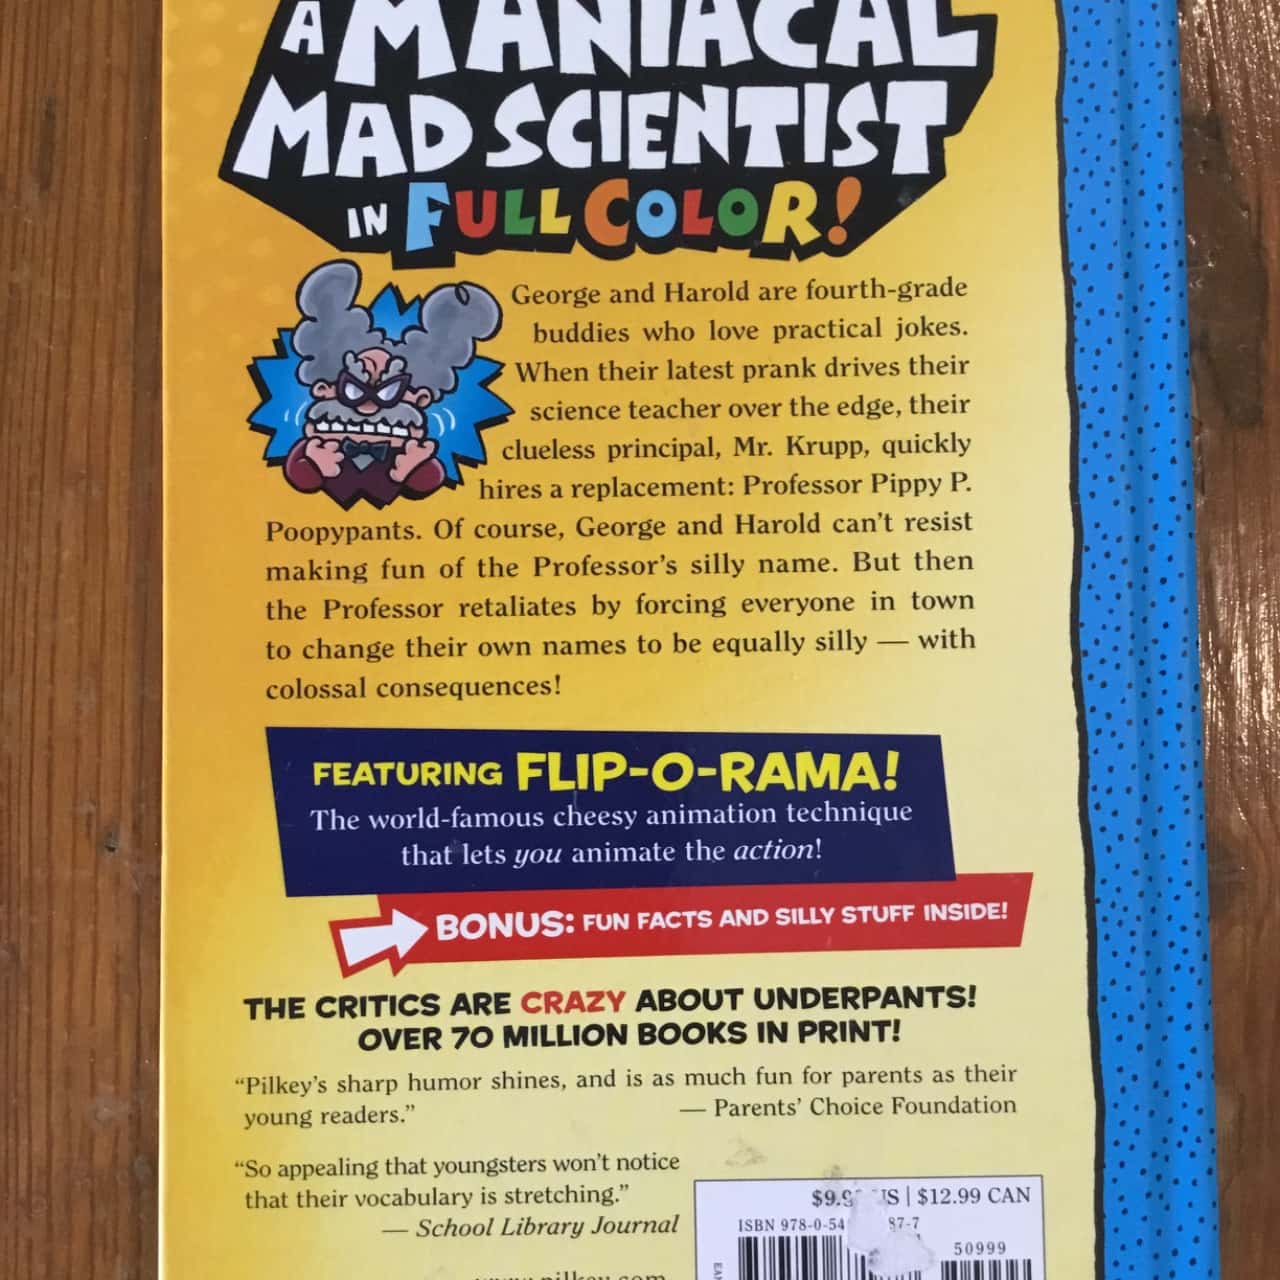 A MANIACAL
MAD SCIENTIST
IN FULL COLOR!
George and Harold are fourth-grade
buddies who love practical jokes.
When their latest prank drives their
science teacher over the edge, their
clueless principal, Mr. Krupp, quickly
hires a replacement: Professor Pippy P.
Poopypants. Of course, George and Harold can't resist
making fun of the Professor's silly name. But then
the Professor retaliates by forcing everyone in town
to change their own names to be equally silly — with
colossal consequences!
FEATURING FLIP-O-RAMA!
The world-famous cheesy animation technique
that lets you animate the action!
BONUS: FUN FACTS AND SILLY STUFF INSIDE!
THE CRITICS ARE CRAZY ABOUT UNDERPANTS!
OVER 70 MILLION BOOKS IN PRINT!
“Pilkey's sharp humor shines, and is as much fun for parents as their
young readers.” — Parents' Choice Foundation
“So appealing that youngsters won't notice
that their vocabulary is stretching.”
— School Library Journal
| $12.99 CAN
ISBN
50999